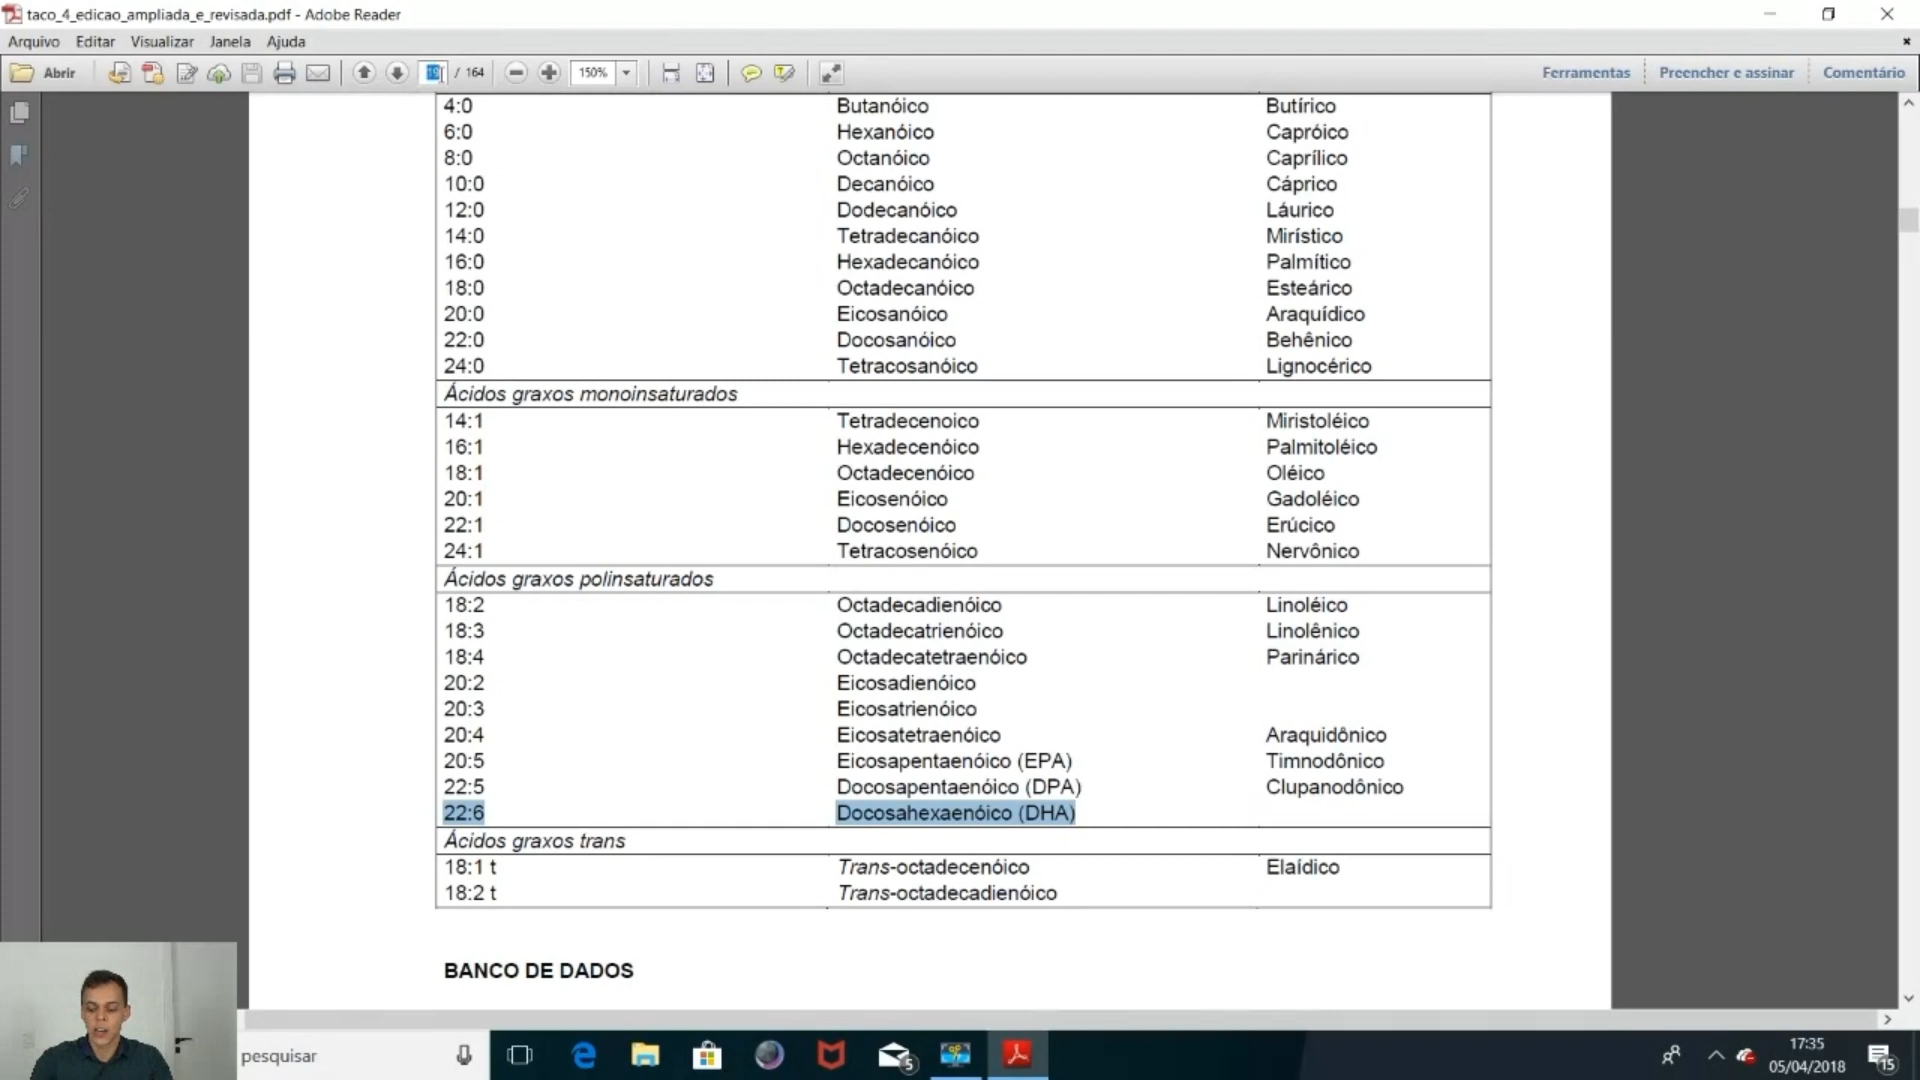 taco_4_edicao_ampliada_e_revisada.pdf - Adobe Reader
Arquivo Editar Visualizar Janela Ajuda
Abrir / 164 150% Ferramentas Preencher e assinar Comentário
4:0 Butanóico Butírico
6:0 Hexanóico Capróico
8:0 Octanóico Caprílico
10:0 Decanóico Cáprico
12:0 Dodecanóico Láurico
14:0 Tetradecanóico Mirístico
16:0 Hexadecanóico Palmítico
18:0 Octadecanóico Esteárico
20:0 Eicosanóico Araquídico
22:0 Docosanóico Behênico
24:0 Tetracosanóico Lignocérico
Ácidos graxos monoinsaturados
14:1 Tetradecenoico Miristoléico
16:1 Hexadecenóico Palmitoléico
18:1 Octadecenóico Oléico
20:1 Eicosenóico Gadoléico
22:1 Docosenóico Erúcico
24:1 Tetracosenóico Nervônico
Ácidos graxos polinsaturados
18:2 Octadecadienóico Linoléico
18:3 Octadecatrienóico Linolênico
18:4 Octadecatetraenóico Parinárico
20:2 Eicosadienóico
20:3 Eicosatrienóico
20:4 Eicosatetraenóico Araquidônico
20:5 Eicosapentaenóico (EPA) Timnodônico
22:5 Docosapentaenóico (DPA) Clupanodônico
22:6 Docosahexaenóico (DHA)
Ácidos graxos trans
18:1 t Trans-octadecenóico Elaídico
18:2 t Trans-octadecadienóico
BANCO DE DADOS
pesquisar 5 17:35 15
05/04/2018